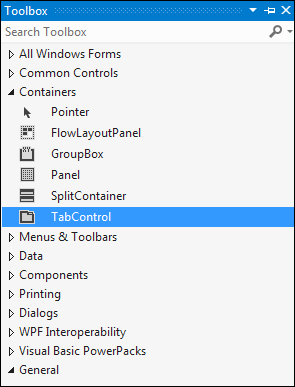 Toolbox
Search Toolbox
All Windows Forms
Common Controls
Containers
Pointer
FlowLayoutPanel
GroupBox
Panel
SplitContainer
TabControl
Menus & Toolbars
Data
Components
Printing
Dialogs
WPF Interoperability
Visual Basic PowerPacks
General